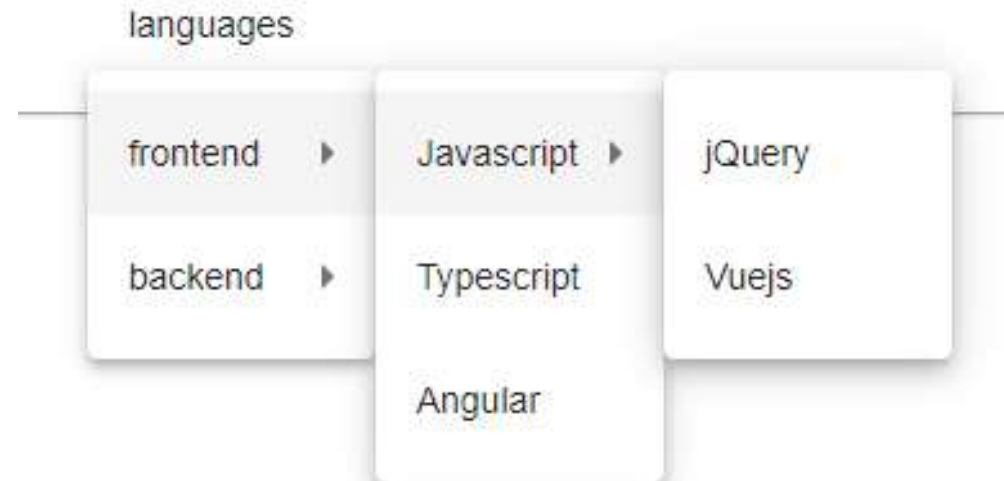 languages
frontend
backend
Javascript
Typescript
Angular
jQuery
Vuejs